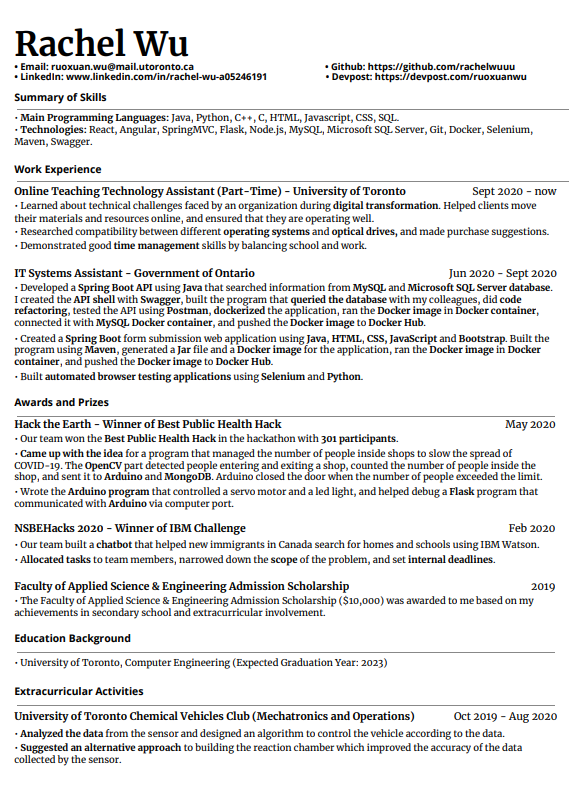 Rachel Wu
• Email: ruoxuan.wu@mail.utoronto.ca • Github: https://github.com/rachelwuuu
• LinkedIn: www.linkedin.com/in/rachel-wu-a05246191 • Devpost: https://devpost.com/ruoxuanwu
Summary of Skills
• Main Programming Languages: Java, Python, C++, C, HTML, Javascript, CSS, SQL.
• Technologies: React, Angular, SpringMVC, Flask, Node.js, MySQL, Microsoft SQL Server, Git, Docker, Selenium,
Maven, Swagger.
Work Experience
Online Teaching Technology Assistant (Part-Time) - University of Toronto Sept 2020 - now
• Learned about technical challenges faced by an organization during digital transformation. Helped clients move
their materials and resources online, and ensured that they are operating well.
• Researched compatibility between different operating systems and optical drives, and made purchase suggestions.
• Demonstrated good time management skills by balancing school and work.
IT Systems Assistant - Government of Ontario Jun 2020 - Sept 2020
• Developed a Spring Boot API using Java that searched information from MySQL and Microsoft SQL Server database.
I created the API shell with Swagger, built the program that queried the database with my colleagues, did code
refactoring, tested the API using Postman, dockerized the application, ran the Docker image in Docker container,
connected it with MySQL Docker container, and pushed the Docker image to Docker Hub.
• Created a Spring Boot form submission web application using Java, HTML, CSS, JavaScript and Bootstrap. Built the
program using Maven, generated a Jar file and a Docker image for the application, ran the Docker image in Docker
container, and pushed the Docker image to Docker Hub.
• Built automated browser testing applications using Selenium and Python.
Awards and Prizes
Hack the Earth - Winner of Best Public Health Hack May 2020
• Our team won the Best Public Health Hack in the hackathon with 301 participants.
• Came up with the idea for a program that managed the number of people inside shops to slow the spread of
COVID-19. The OpenCV part detected people entering and exiting a shop, counted the number of people inside the
shop, and sent it to Arduino and MongoDB. Arduino closed the door when the number of people exceeded the limit.
• Wrote the Arduino program that controlled a servo motor and a led light, and helped debug a Flask program that
communicated with Arduino via computer port.
NSBEHacks 2020 - Winner of IBM Challenge Feb 2020
• Our team built a chatbot that helped new immigrants in Canada search for homes and schools using IBM Watson.
• Allocated tasks to team members, narrowed down the scope of the problem, and set internal deadlines.
Faculty of Applied Science & Engineering Admission Scholarship 2019
• The Faculty of Applied Science & Engineering Admission Scholarship ($10,000) was awarded to me based on my
achievements in secondary school and extracurricular involvement.
Education Background
• University of Toronto, Computer Engineering (Expected Graduation Year: 2023)
Extracurricular Activities
University of Toronto Chemical Vehicles Club (Mechatronics and Operations) Oct 2019 - Aug 2020
• Analyzed the data from the sensor and designed an algorithm to control the vehicle according to the data.
• Suggested an alternative approach to building the reaction chamber which improved the accuracy of the data
collected by the sensor.